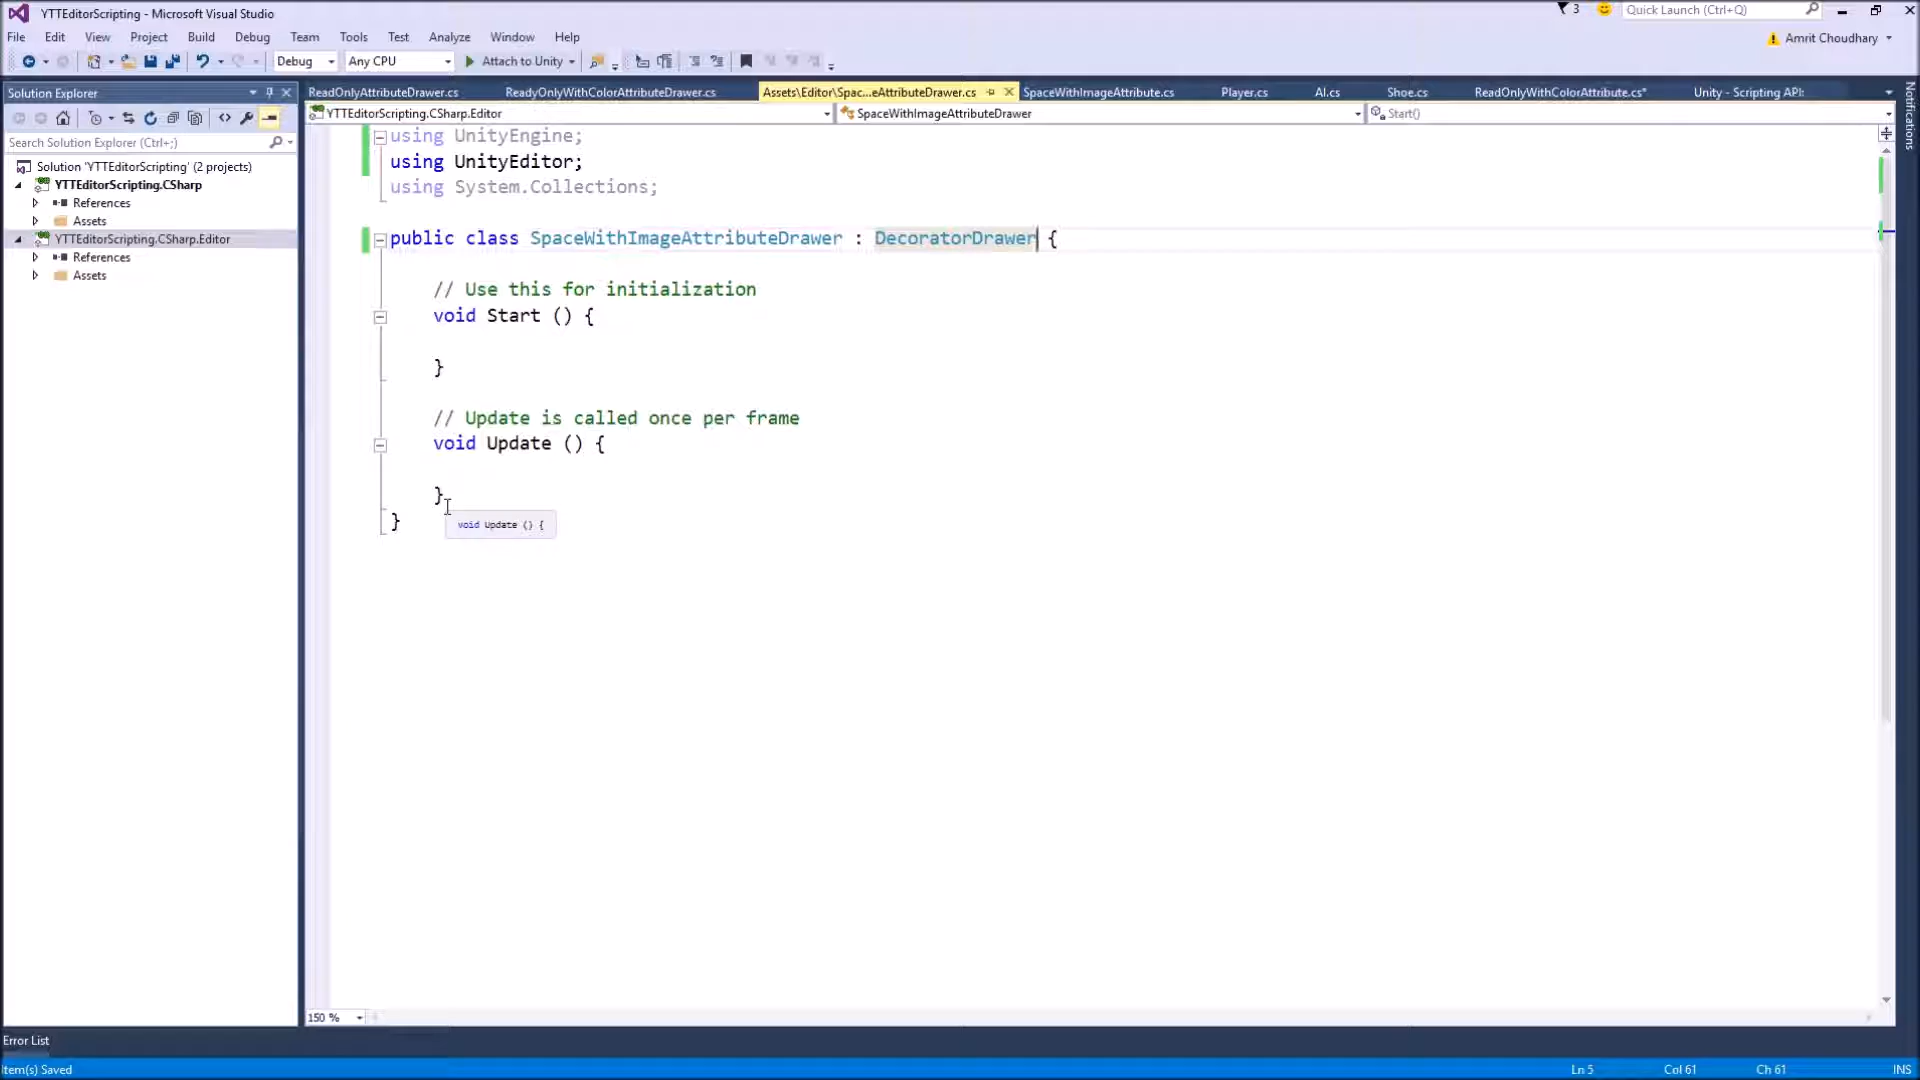 YTTEditorScripting - Microsoft Visual Studio
3
Quick Launch (Ctrl+Q)
File Edit View Project Build Debug Team Tools Test Analyze Window Help
Amrit Choudhary
Debug Any CPU Attach to Unity
Solution Explorer
ReadOnlyAttributeDrawer.cs ReadyOnlyWithColorAttributeDrawer.cs Assets\Editor\Spac...eAttributeDrawer.cs SpaceWithImageAttribute.cs Player.cs AI.cs Shoe.cs ReadOnlyWithColorAttribute.cs* Unity - Scripting API:
Notifications
YTTEditorScripting.CSharp.Editor SpaceWithImageAttributeDrawer Start()
Search Solution Explorer (Ctrl+;)
Solution 'YTTEditorScripting' (2 projects)
YTTEditorScripting.CSharp
References
Assets
YTTEditorScripting.CSharp.Editor
References
Assets
using UnityEngine;
using UnityEditor;
using System.Collections;
public class SpaceWithImageAttributeDrawer : DecoratorDrawer {
// Use this for initialization
void Start () {
}
// Update is called once per frame
void Update () {
}
void Update () {
}
150 %
Error List
Item(s) Saved
Ln 5 Col 61 Ch 61 INS